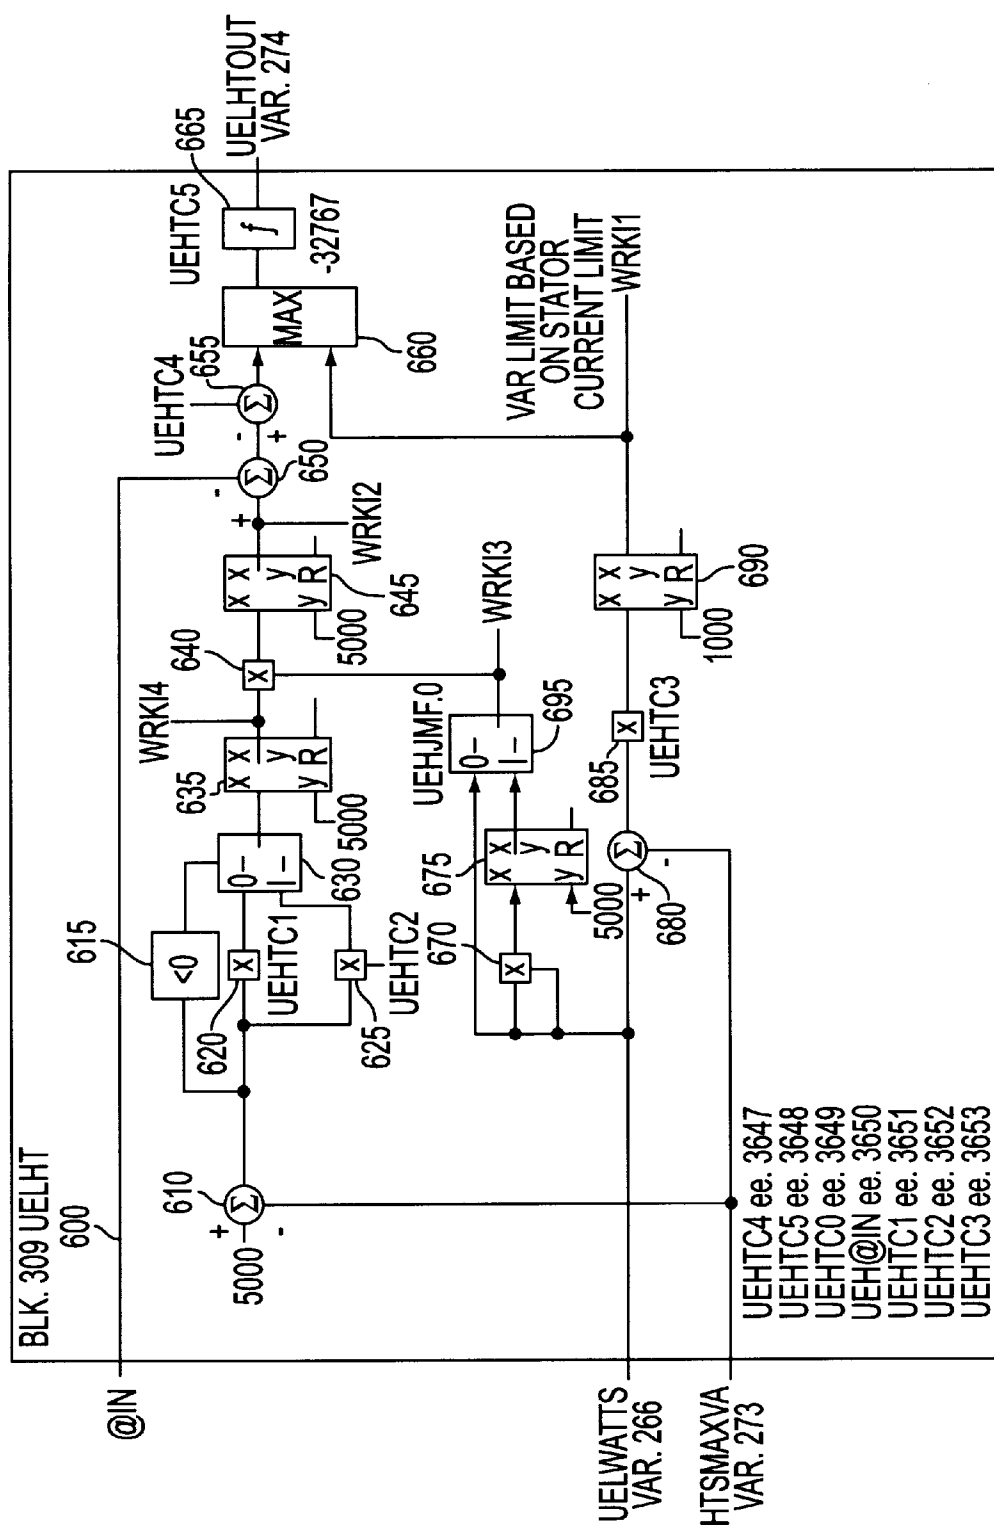 BLK. 309 UELHT
600
@IN
615
<0
610
Σ
+
-
5000
620
X
UEHTC1
625
X
UEHTC2
0-
I-
630
635
X X
y
y R
5000
WRKI4
640
X
645
X X
y
y R
5000
WRKI2
+
-
Σ
650
UEHTC4
-
+
Σ
655
MAX
660
UEHTC5
665
f
-32767
UELHTOUT
VAR. 274
670
X
675
X X
y
y R
5000
UEHJMF.0
0-
I-
695
WRKI3
UELWATTS
VAR. 266
HTSMAXVA
VAR. 273
+
-
Σ
680
685
X
UEHTC3
690
X X
y
y R
1000
VAR LIMIT BASED
ON STATOR
CURRENT LIMIT
WRKI1
UEHTC4 ee. 3647
UEHTC5 ee. 3648
UEHTC0 ee. 3649
UEH@IN ee. 3650
UEHTC1 ee. 3651
UEHTC2 ee. 3652
UEHTC3 ee. 3653